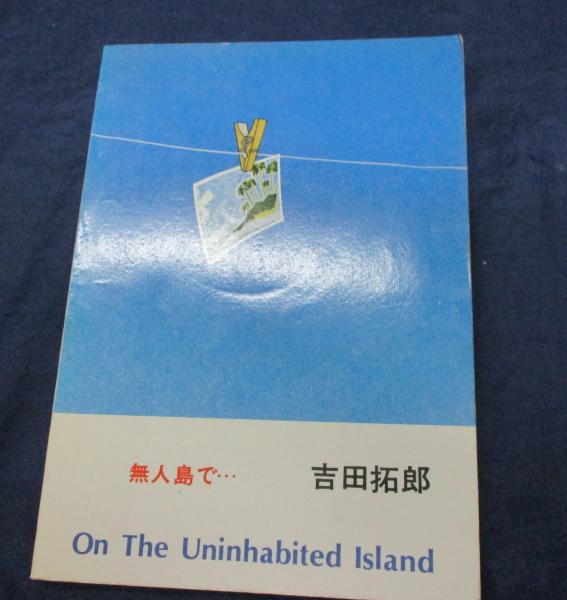 無人島で… 吉田拓郎
On The Uninhabited Island